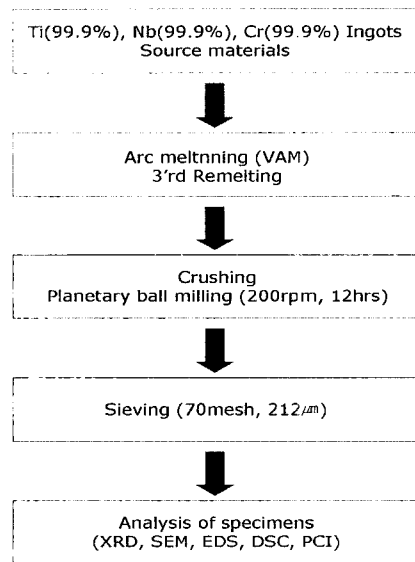 Ti(99.9%), Nb(99.9%), Cr(99.9%) Ingots
Source materials
Arc meltnning (VAM)
3'rd Remelting
Crushing
Planetary ball milling (200rpm, 12hrs)
Sieving (70mesh, 212㎛)
Analysis of specimens
(XRD, SEM, EDS, DSC, PCI)